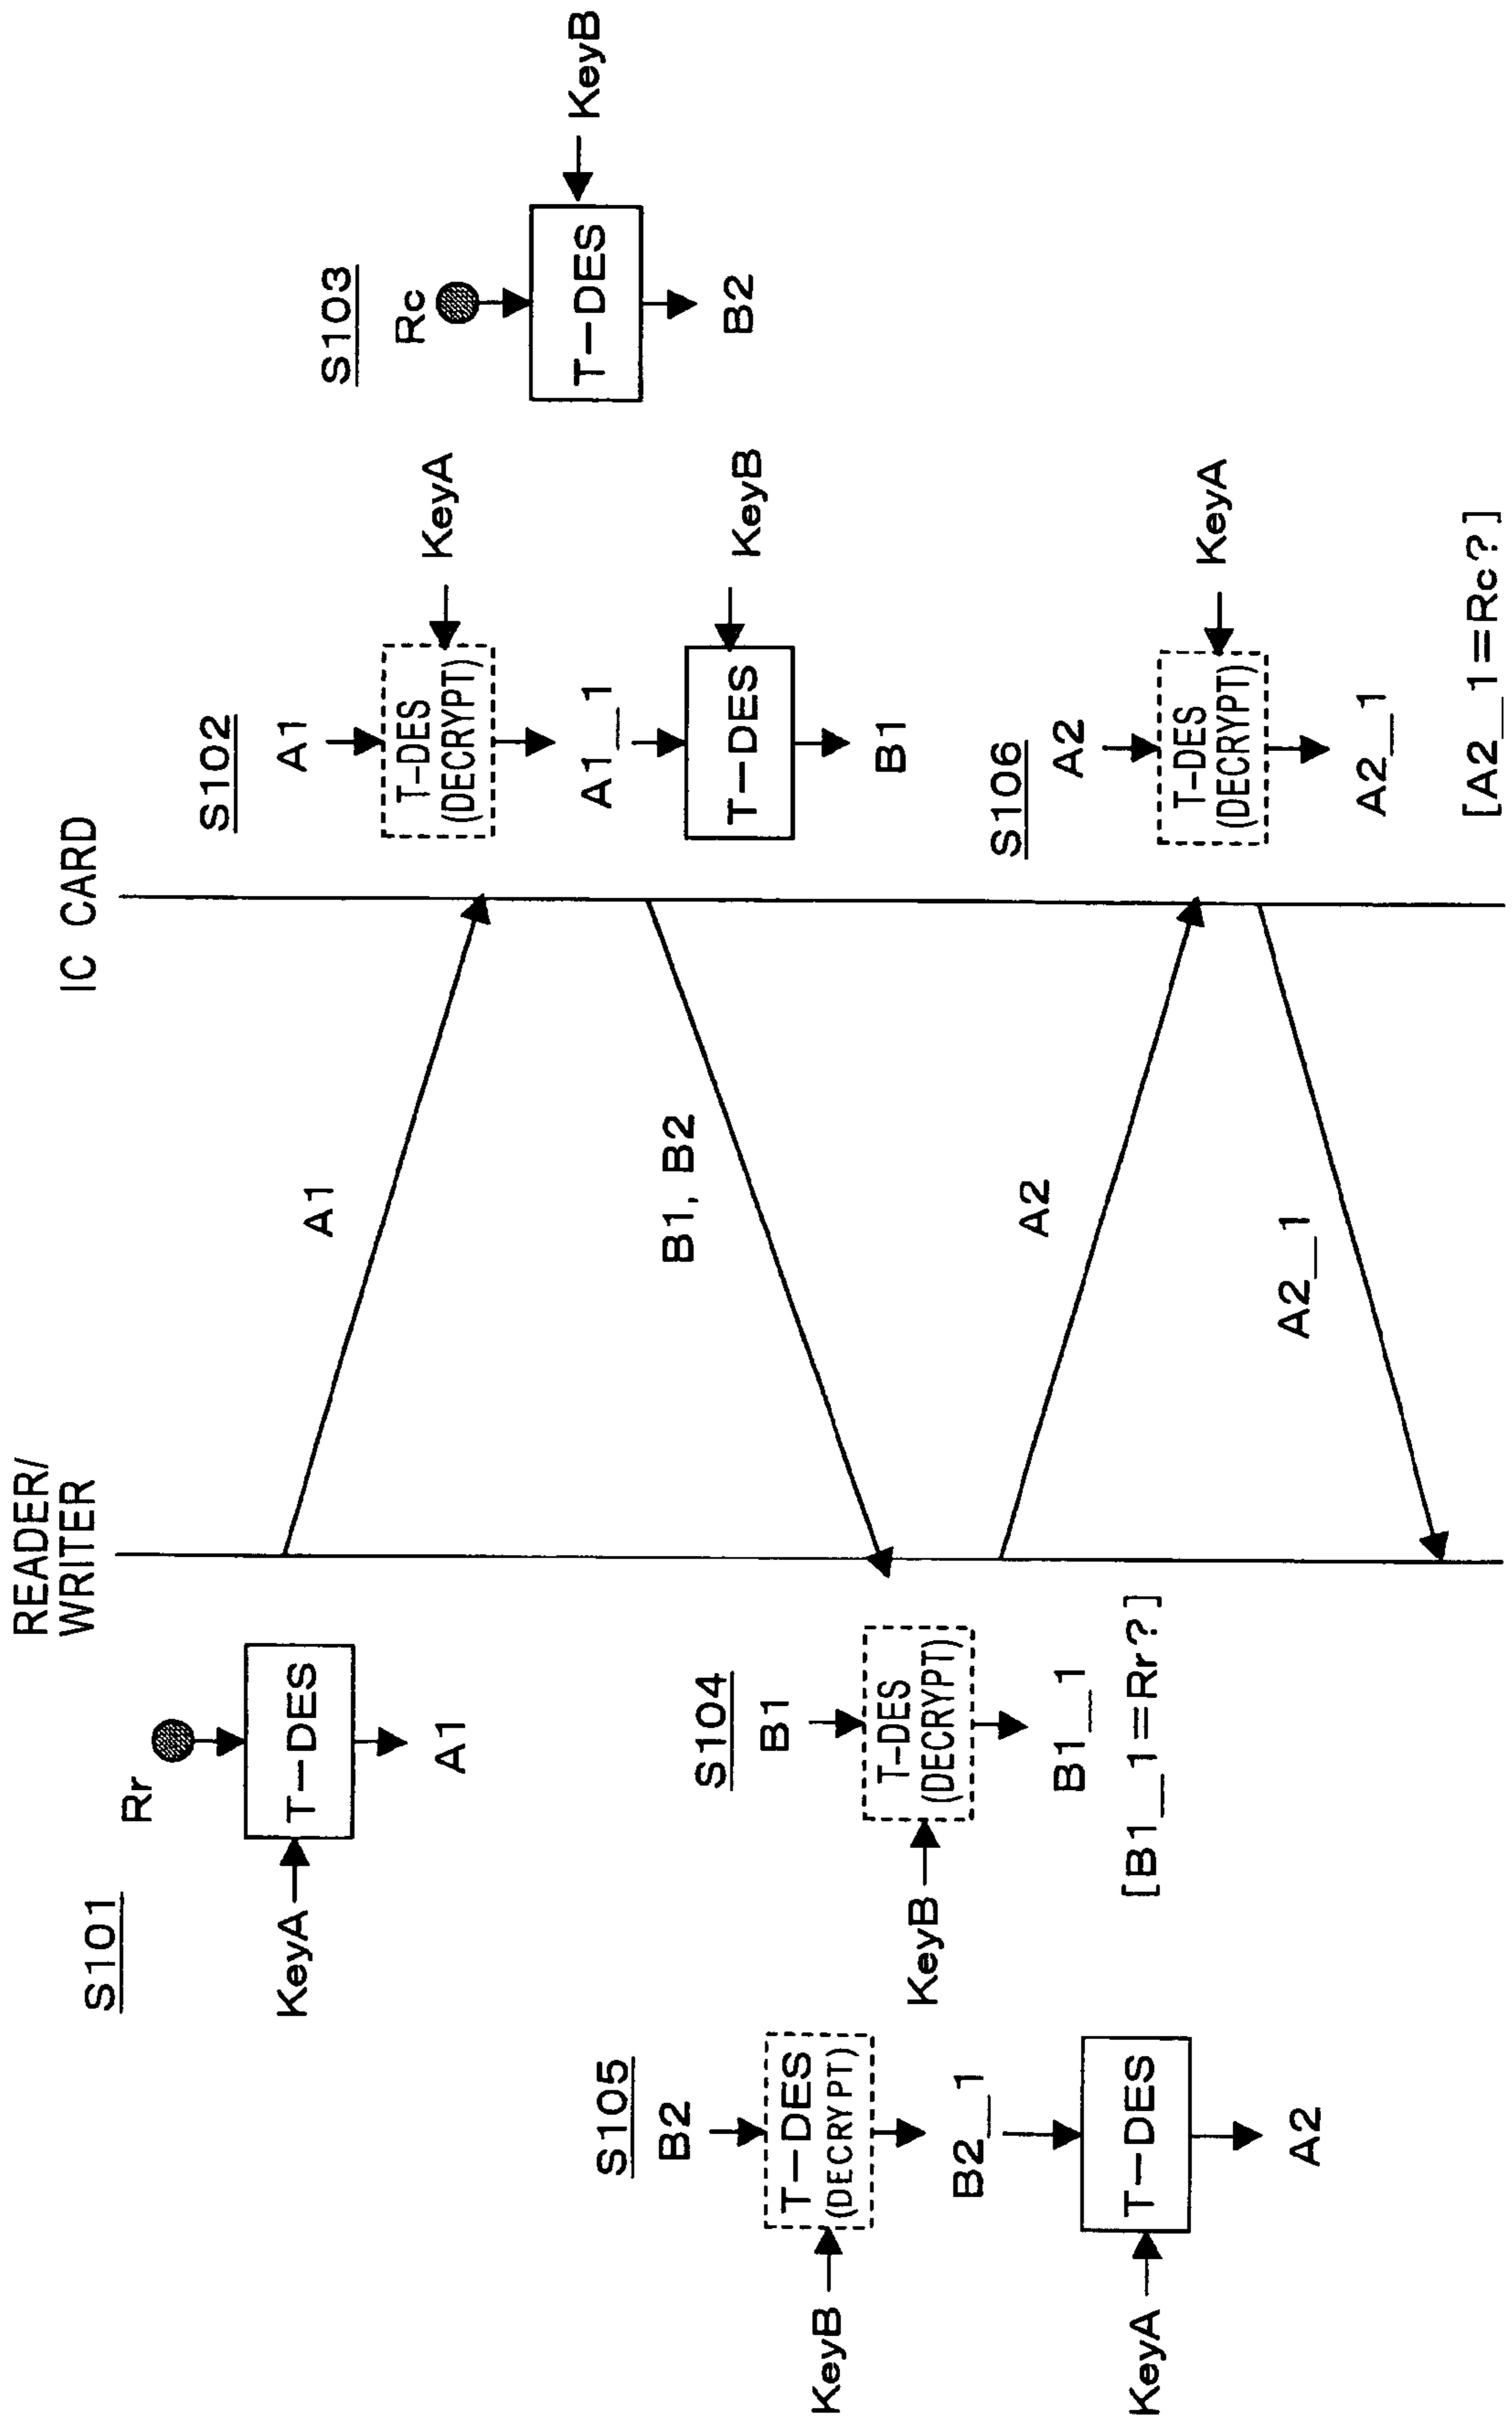 READER/
WRITER
IC CARD
S101
Rr
KeyA
T-DES
A1
A1
S102
A1
T-DES
(DECRYPT)
KeyA
A1_1
T-DES
KeyB
B1
S103
Rc
T-DES
KeyB
B2
B1, B2
S104
B1
KeyB
T-DES
(DECRYPT)
B1_1
[B1_1=Rr?]
S105
B2
KeyB
T-DES
(DECRYPT)
B2_1
KeyA
T-DES
A2
A2
S106
A2
T-DES
(DECRYPT)
KeyA
A2_1
[A2_1=Rc?]
A2_1